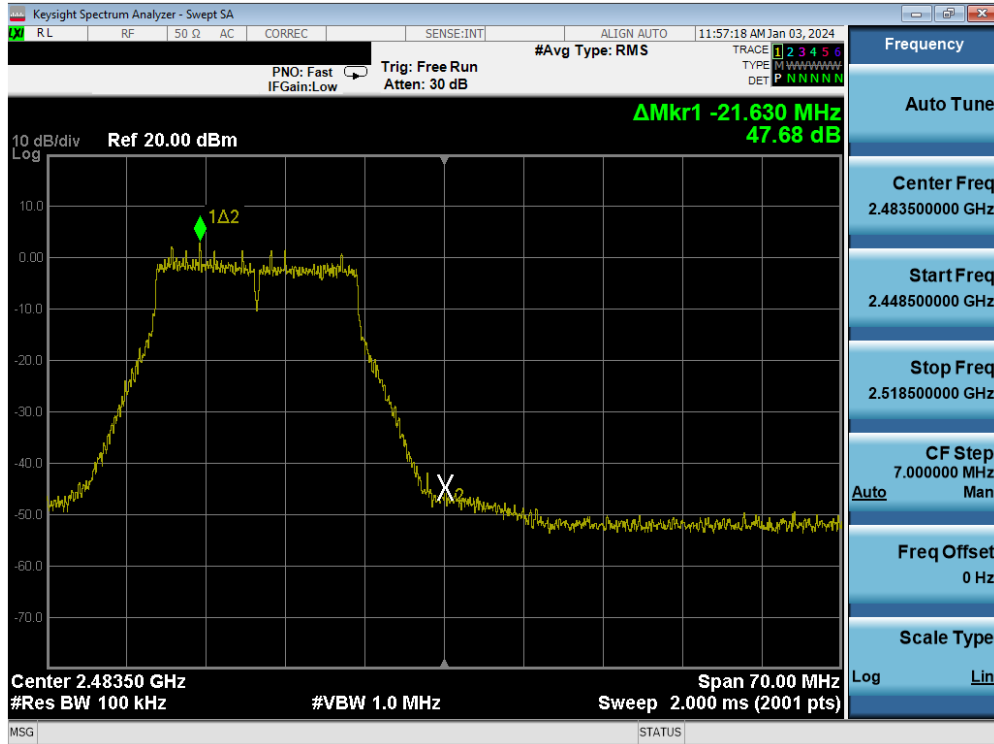 Keysight Spectrum Analyzer - Swept SA
LXI RL RF 50 Ω AC CORREC SENSE:INT ALIGN AUTO 11:57:18 AM Jan 03, 2024
#Avg Type: RMS
TRACE 1 2 3 4 5 6
TYPE M WWWWW
DET P N N N N N
PNO: Fast
IFGain:Low
Trig: Free Run
Atten: 30 dB
ΔMkr1 -21.630 MHz
47.68 dB
10 dB/div Ref 20.00 dBm
Log
10.0
0.00
-10.0
-20.0
-30.0
-40.0
-50.0
-60.0
-70.0
1Δ2
X2
Center 2.48350 GHz
Span 70.00 MHz
#Res BW 100 kHz
#VBW 1.0 MHz
Sweep 2.000 ms (2001 pts)
MSG
STATUS
Frequency
Auto Tune
Center Freq
2.483500000 GHz
Start Freq
2.448500000 GHz
Stop Freq
2.518500000 GHz
CF Step
7.000000 MHz
Auto Man
Freq Offset
0 Hz
Scale Type
Log Lin